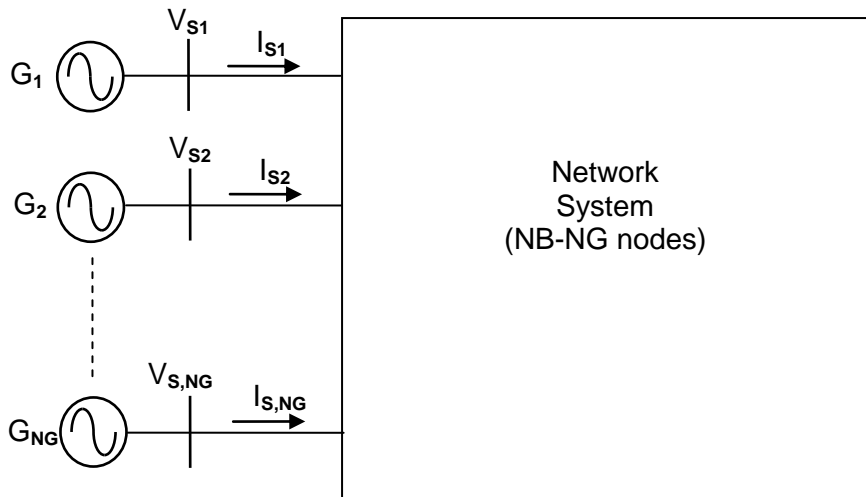 V_S1
I_S1
G_1
V_S2
I_S2
G_2
Network
System
(NB-NG nodes)
V_S,NG
I_S,NG
G_NG